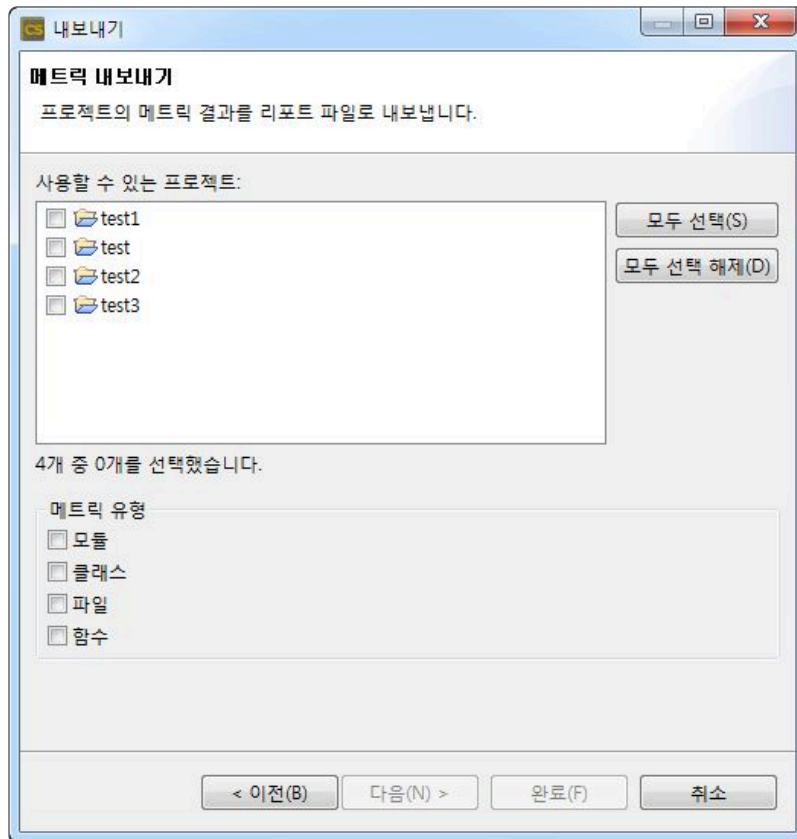 CS 내보내기
메트릭 내보내기
프로젝트의 메트릭 결과를 리포트 파일로 내보냅니다.
사용할 수 있는 프로젝트:
test1
모두 선택(S)
test
모두 선택 해제(D)
test2
test3
4개 중 0개를 선택했습니다.
메트릭 유형
모듈
클래스
파일
함수
< 이전(B) 다음(N) > 완료(F) 취소